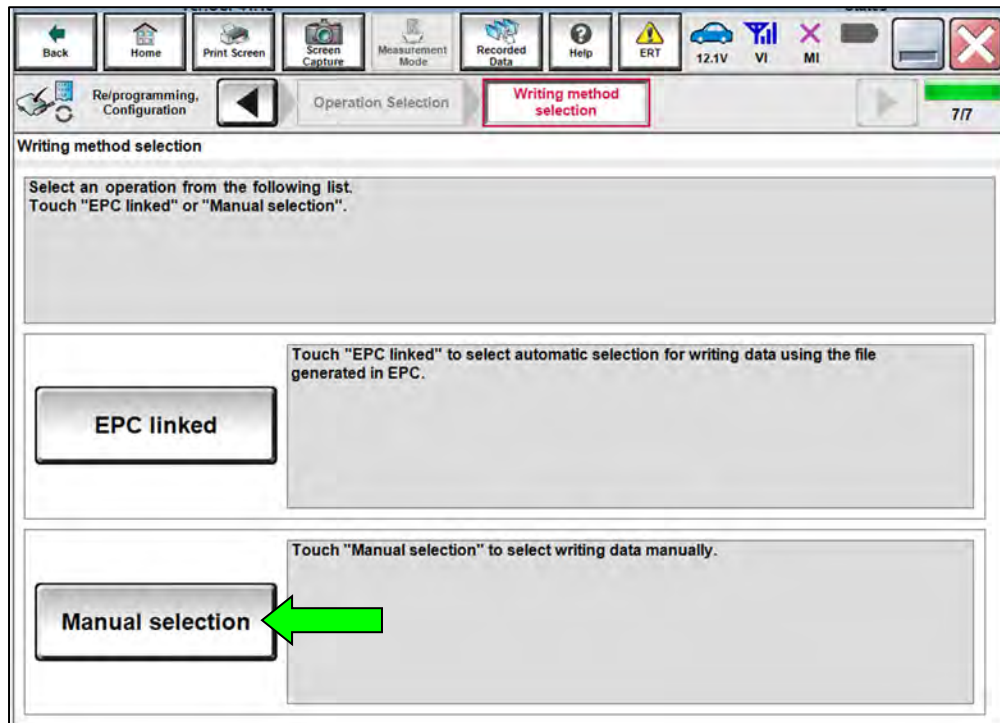 Back
Home
Print Screen
Screen
Capture
Measurement
Mode
Recorded
Data
Help
ERT
12.1V
VI
MI
Re/programming,
Configuration
Operation Selection
Writing method
selection
7/7
Writing method selection
Select an operation from the following list.
Touch "EPC linked" or "Manual selection".
EPC linked
Touch "EPC linked" to select automatic selection for writing data using the file
generated in EPC.
Manual selection
Touch "Manual selection" to select writing data manually.